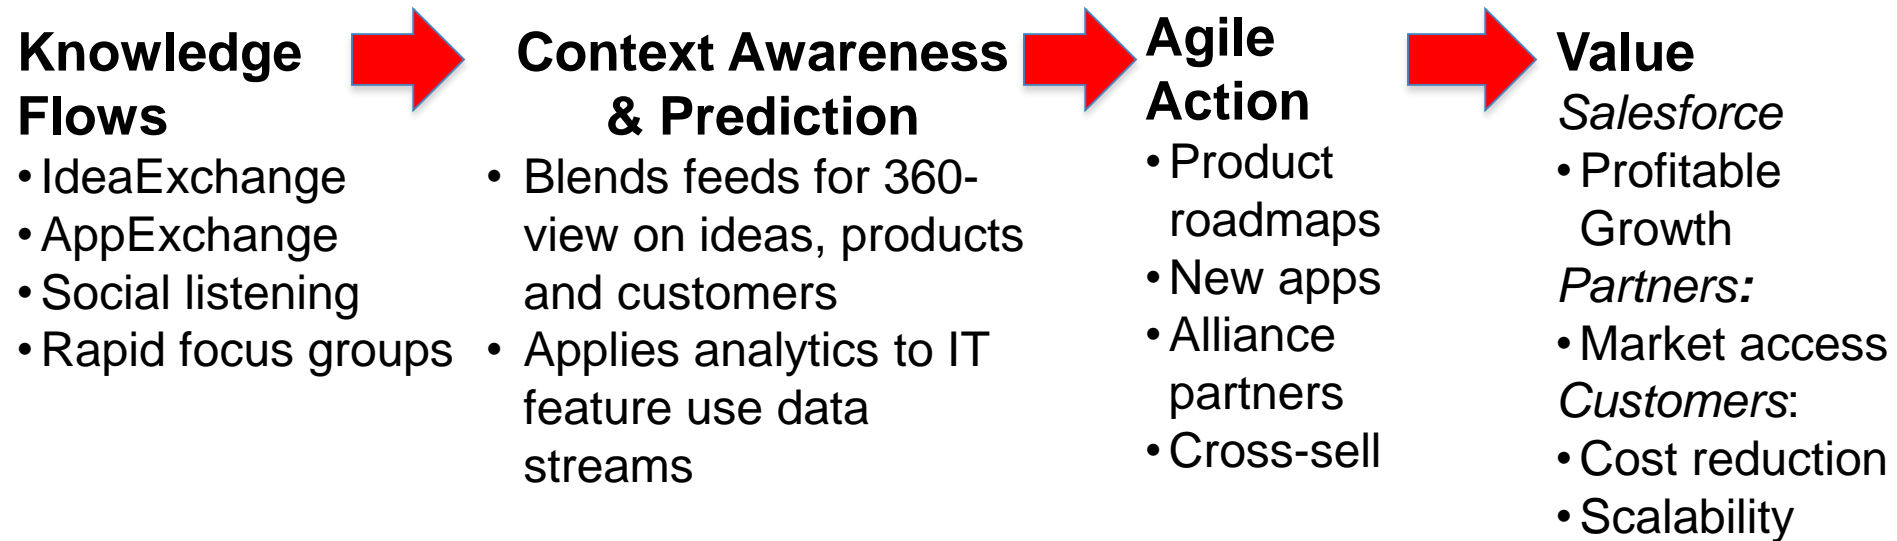 Knowledge
Flows
• IdeaExchange
• AppExchange
• Social listening
• Rapid focus groups
Context Awareness
& Prediction
• Blends feeds for 360-
view on ideas, products
and customers
• Applies analytics to IT
feature use data
streams
Agile
Action
• Product
roadmaps
• New apps
• Alliance
partners
• Cross-sell
Value
Salesforce
• Profitable
Growth
Partners:
• Market access
Customers:
• Cost reduction
• Scalability